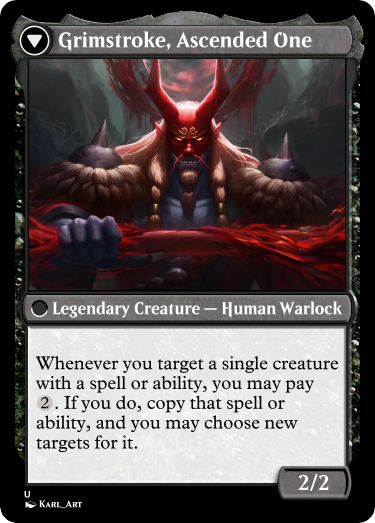 Grimstroke, Ascended One
Legendary Creature — Human Warlock
Whenever you target a single creature
with a spell or ability, you may pay
2. If you do, copy that spell or
ability, and you may choose new
targets for it.
2/2
U
Karl_Art